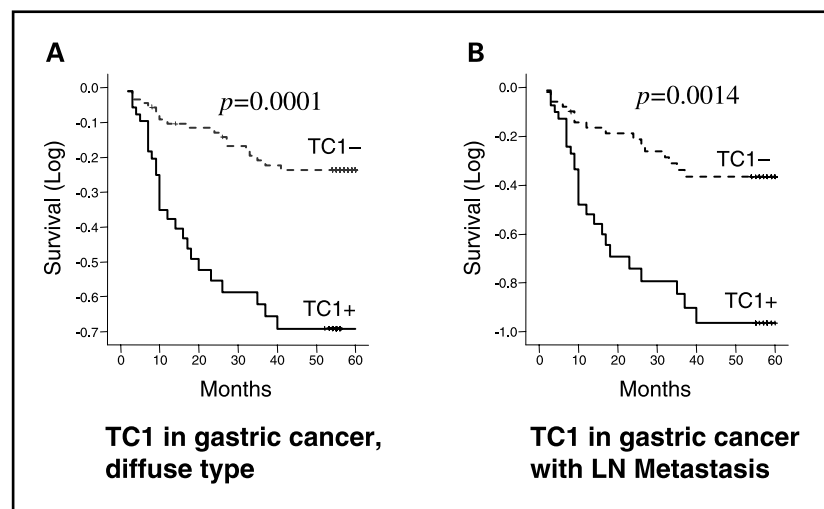 A
B
0.0
-0.1
-0.2
-0.3
-0.4
-0.5
-0.6
-0.7
Survival (Log)
p=0.0001
TC1−
TC1+
0 10 20 30 40 50 60
Months
TC1 in gastric cancer,
diffuse type
0.0
-0.2
-0.4
-0.6
-0.8
-1.0
Survival (Log)
p=0.0014
TC1−
TC1+
0 10 20 30 40 50 60
Months
TC1 in gastric cancer
with LN Metastasis